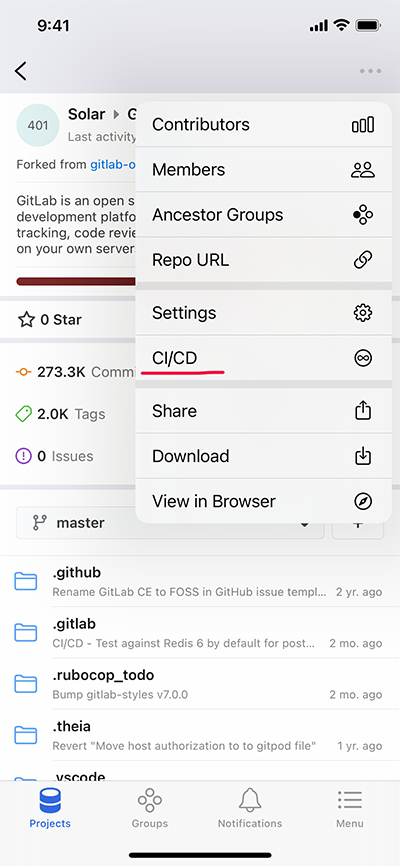 9:41
401
Solar
Last activity
Forked from gitlab-o
GitLab is an open s
development platfo
tracking, code revie
on your own server
0 Star
273.3K Commi
2.0K Tags
0 Issues
Contributors
Members
Ancestor Groups
Repo URL
Settings
CI/CD
Share
Download
View in Browser
master
.github
Rename GitLab CE to FOSS in GitHub issue templ... 2 yr. ago
.gitlab
CI/CD - Test against Redis 6 by default for post... 2 mo. ago
.rubocop_todo
Bump gitlab-styles v7.0.0 2 mo. ago
.theia
Revert "Move host authorization to to gitpod file" 1 yr. ago
.vscode
Projects
Groups
Notifications
Menu